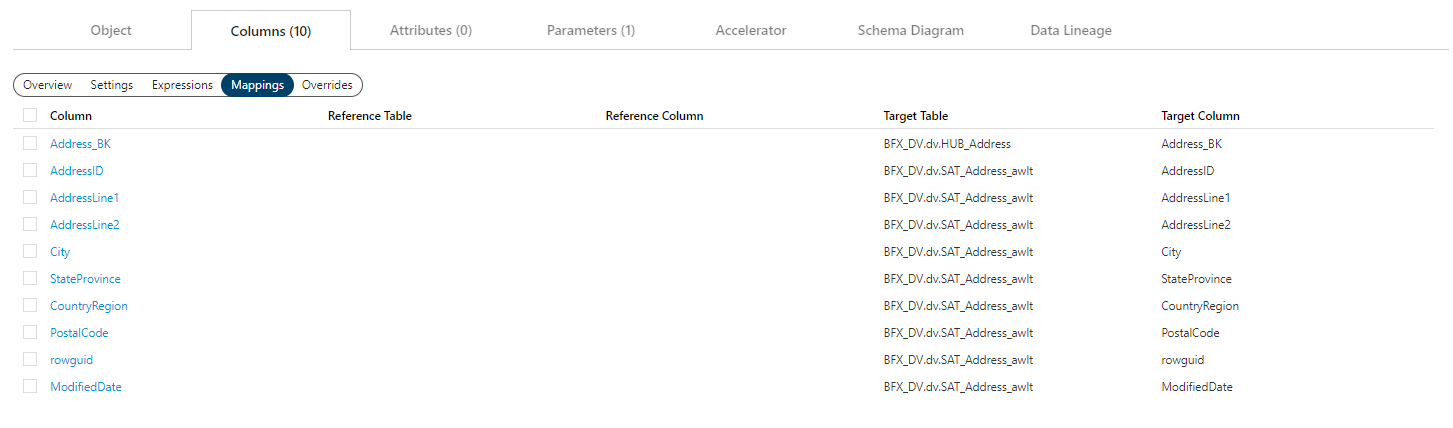 Object Columns (10) Attributes (0) Parameters (1) Accelerator Schema Diagram Data Lineage
Overview Settings Expressions Mappings Overrides
Column Reference Table Reference Column Target Table Target Column
Address_BK BFX_DV.dv.HUB_Address Address_BK
AddressID BFX_DV.dv.SAT_Address_awlt AddressID
AddressLine1 BFX_DV.dv.SAT_Address_awlt AddressLine1
AddressLine2 BFX_DV.dv.SAT_Address_awlt AddressLine2
City BFX_DV.dv.SAT_Address_awlt City
StateProvince BFX_DV.dv.SAT_Address_awlt StateProvince
CountryRegion BFX_DV.dv.SAT_Address_awlt CountryRegion
PostalCode BFX_DV.dv.SAT_Address_awlt PostalCode
rowguid BFX_DV.dv.SAT_Address_awlt rowguid
ModifiedDate BFX_DV.dv.SAT_Address_awlt ModifiedDate